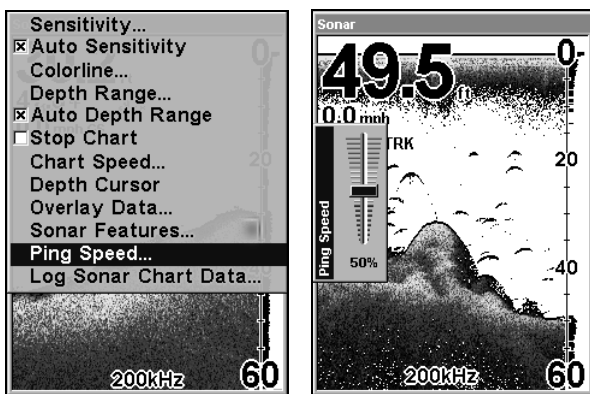 Sensitivity...
Auto Sensitivity
Colorline...
Depth Range...
Auto Depth Range
Stop Chart
Chart Speed...
Depth Cursor
Overlay Data...
Sonar Features...
Ping Speed...
Log Sonar Chart Data...
0
20
200kHz
60
Sonar
49.5 ft
0.0 mph
TRK
Ping Speed
50%
0
20
40
200kHz
60